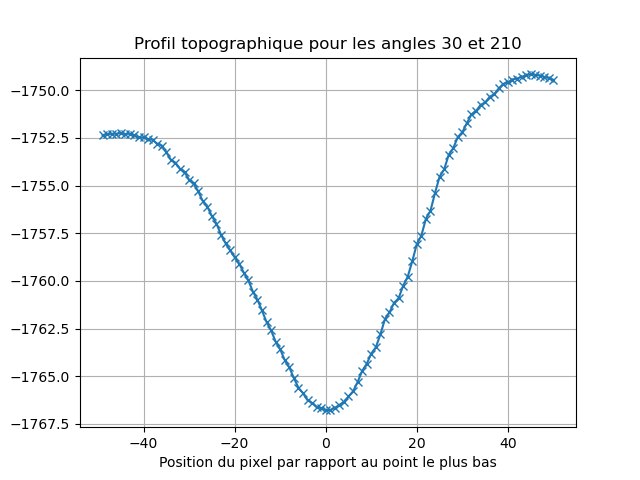 Profil topographique pour les angles 30 et 210
−1750.0
−1752.5
−1755.0
−1757.5
−1760.0
−1762.5
−1765.0
−1767.5
−40 −20 0 20 40
Position du pixel par rapport au point le plus bas